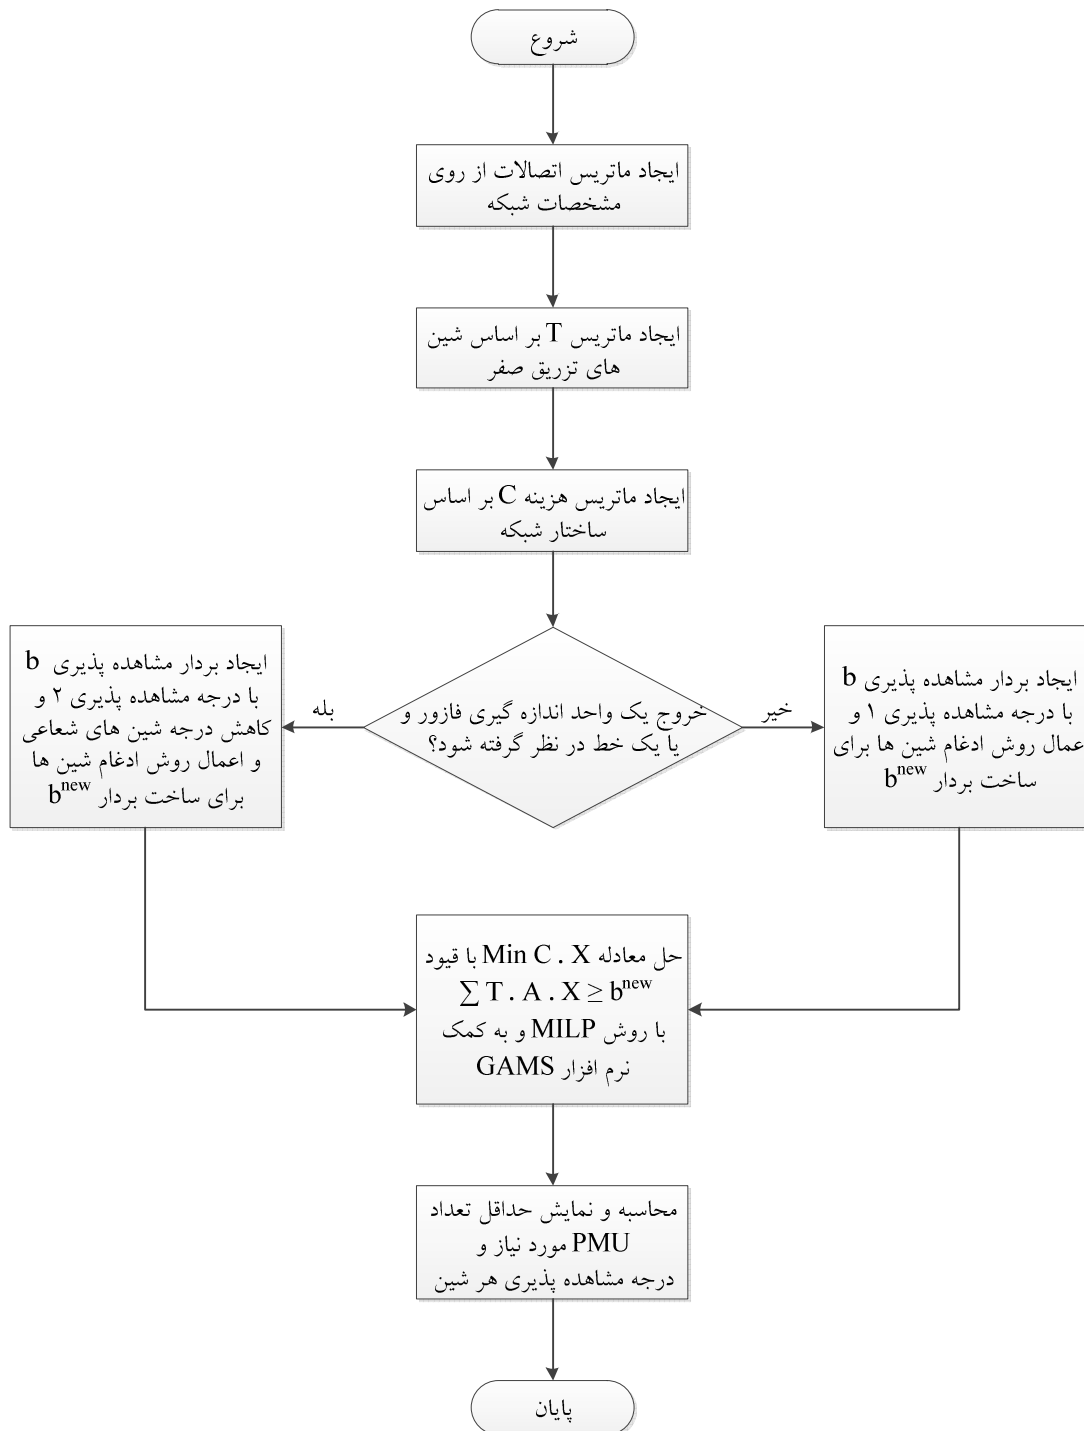 شروع
ایجاد ماتریس اتصالات از روی
مشخصات شبکه
ایجاد ماتریس T بر اساس شین
های تزریق صفر
ایجاد ماتریس هزینه C بر اساس
ساختار شبکه
خروج یک واحد اندازه گیری فازور و
یا یک خط در نظر گرفته شود؟
خیر
بله
ایجاد بردار مشاهده پذیری b
با درجه مشاهده پذیری ۱ و
عمال روش ادغام شین ها برای
ساخت بردار b^new
ایجاد بردار مشاهده پذیری b
با درجه مشاهده پذیری ۲ و
کاهش درجه شین های شعاعی
و اعمال روش ادغام شین ها
برای ساخت بردار b^new
حل معادله Min C . X با قیود
∑ T . A . X ≥ b^new
با روش MILP و به کمک
نرم افزار GAMS
محاسبه و نمایش حداقل تعداد
PMU مورد نیاز و
درجه مشاهده پذیری هر شین
پایان